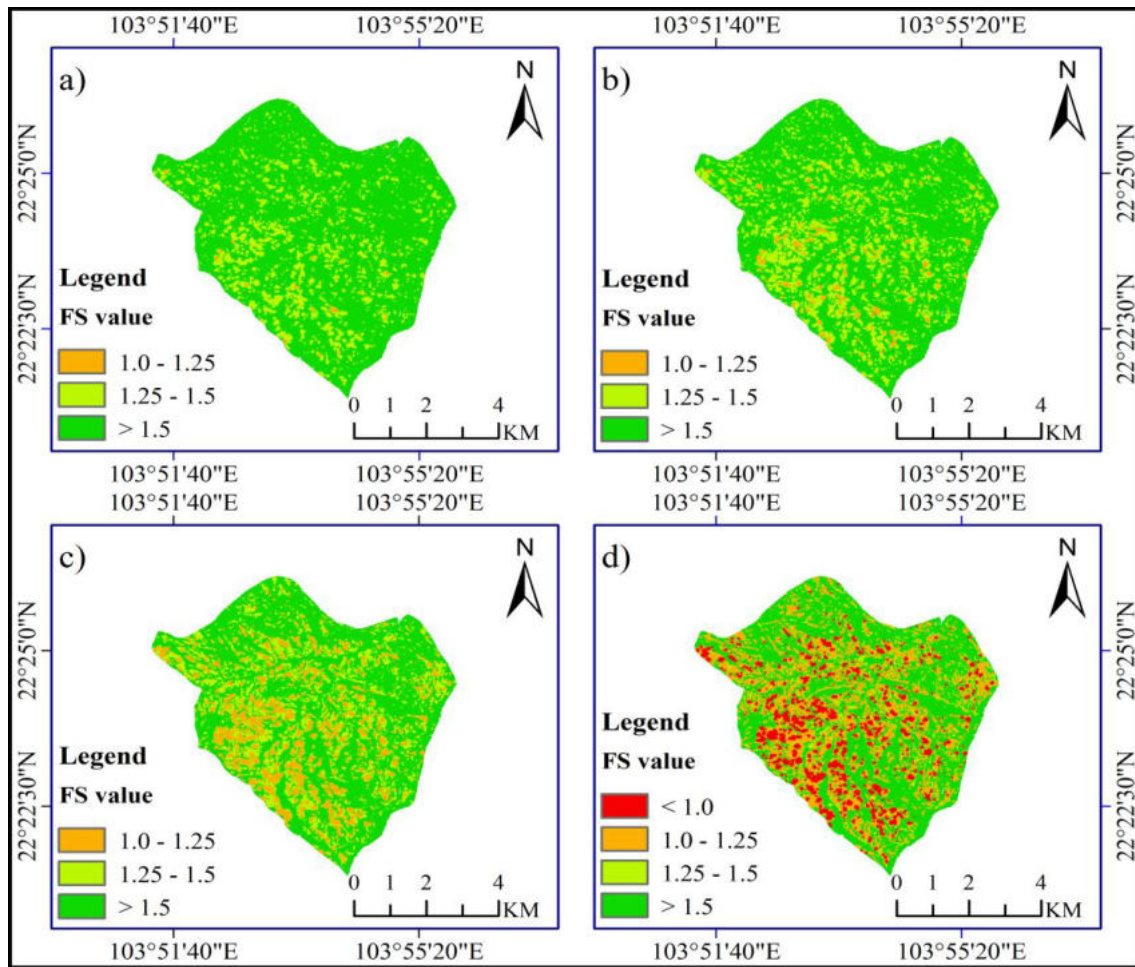 103°51'40"E 103°55'20"E 103°51'40"E 103°55'20"E
a) N b) N
22°25'0"N 22°25'0"N
22°22'30"N 22°22'30"N
Legend Legend
FS value FS value
1.0 - 1.25 1.0 - 1.25
1.25 - 1.5 1.25 - 1.5
> 1.5 > 1.5
0 1 2 4 0 1 2 4
KM KM
103°51'40"E 103°55'20"E 103°51'40"E 103°55'20"E
103°51'40"E 103°55'20"E
c) N d) N
22°25'0"N 22°25'0"N
22°22'30"N 22°22'30"N
Legend Legend
FS value FS value
< 1.0
1.0 - 1.25 1.0 - 1.25
1.25 - 1.5 1.25 - 1.5
> 1.5 > 1.5
0 1 2 4 0 1 2 4
KM KM
103°51'40"E 103°55'20"E 103°51'40"E 103°55'20"E